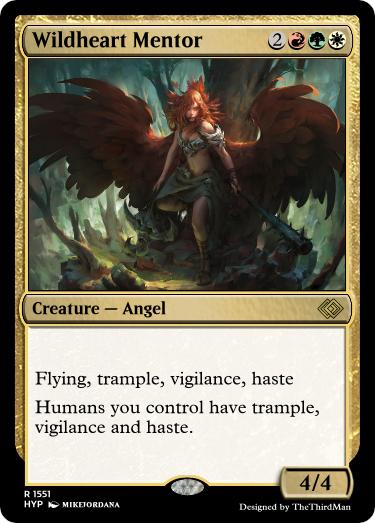 Wildheart Mentor 2
Creature — Angel
Flying, trample, vigilance, haste
Humans you control have trample,
vigilance and haste.
4/4
R 1551
HYP MIKEJORDANA
Designed by TheThirdMan